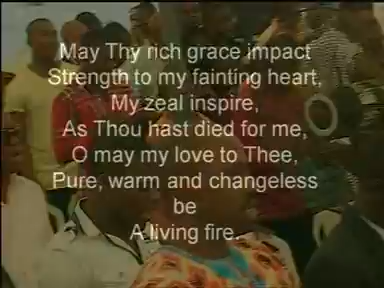 May Thy rich grace impact
Strength to my fainting heart,
My zeal inspire,
As Thou hast died for me,
O may my love to Thee,
Pure, warm and changeless
be
A living fire.